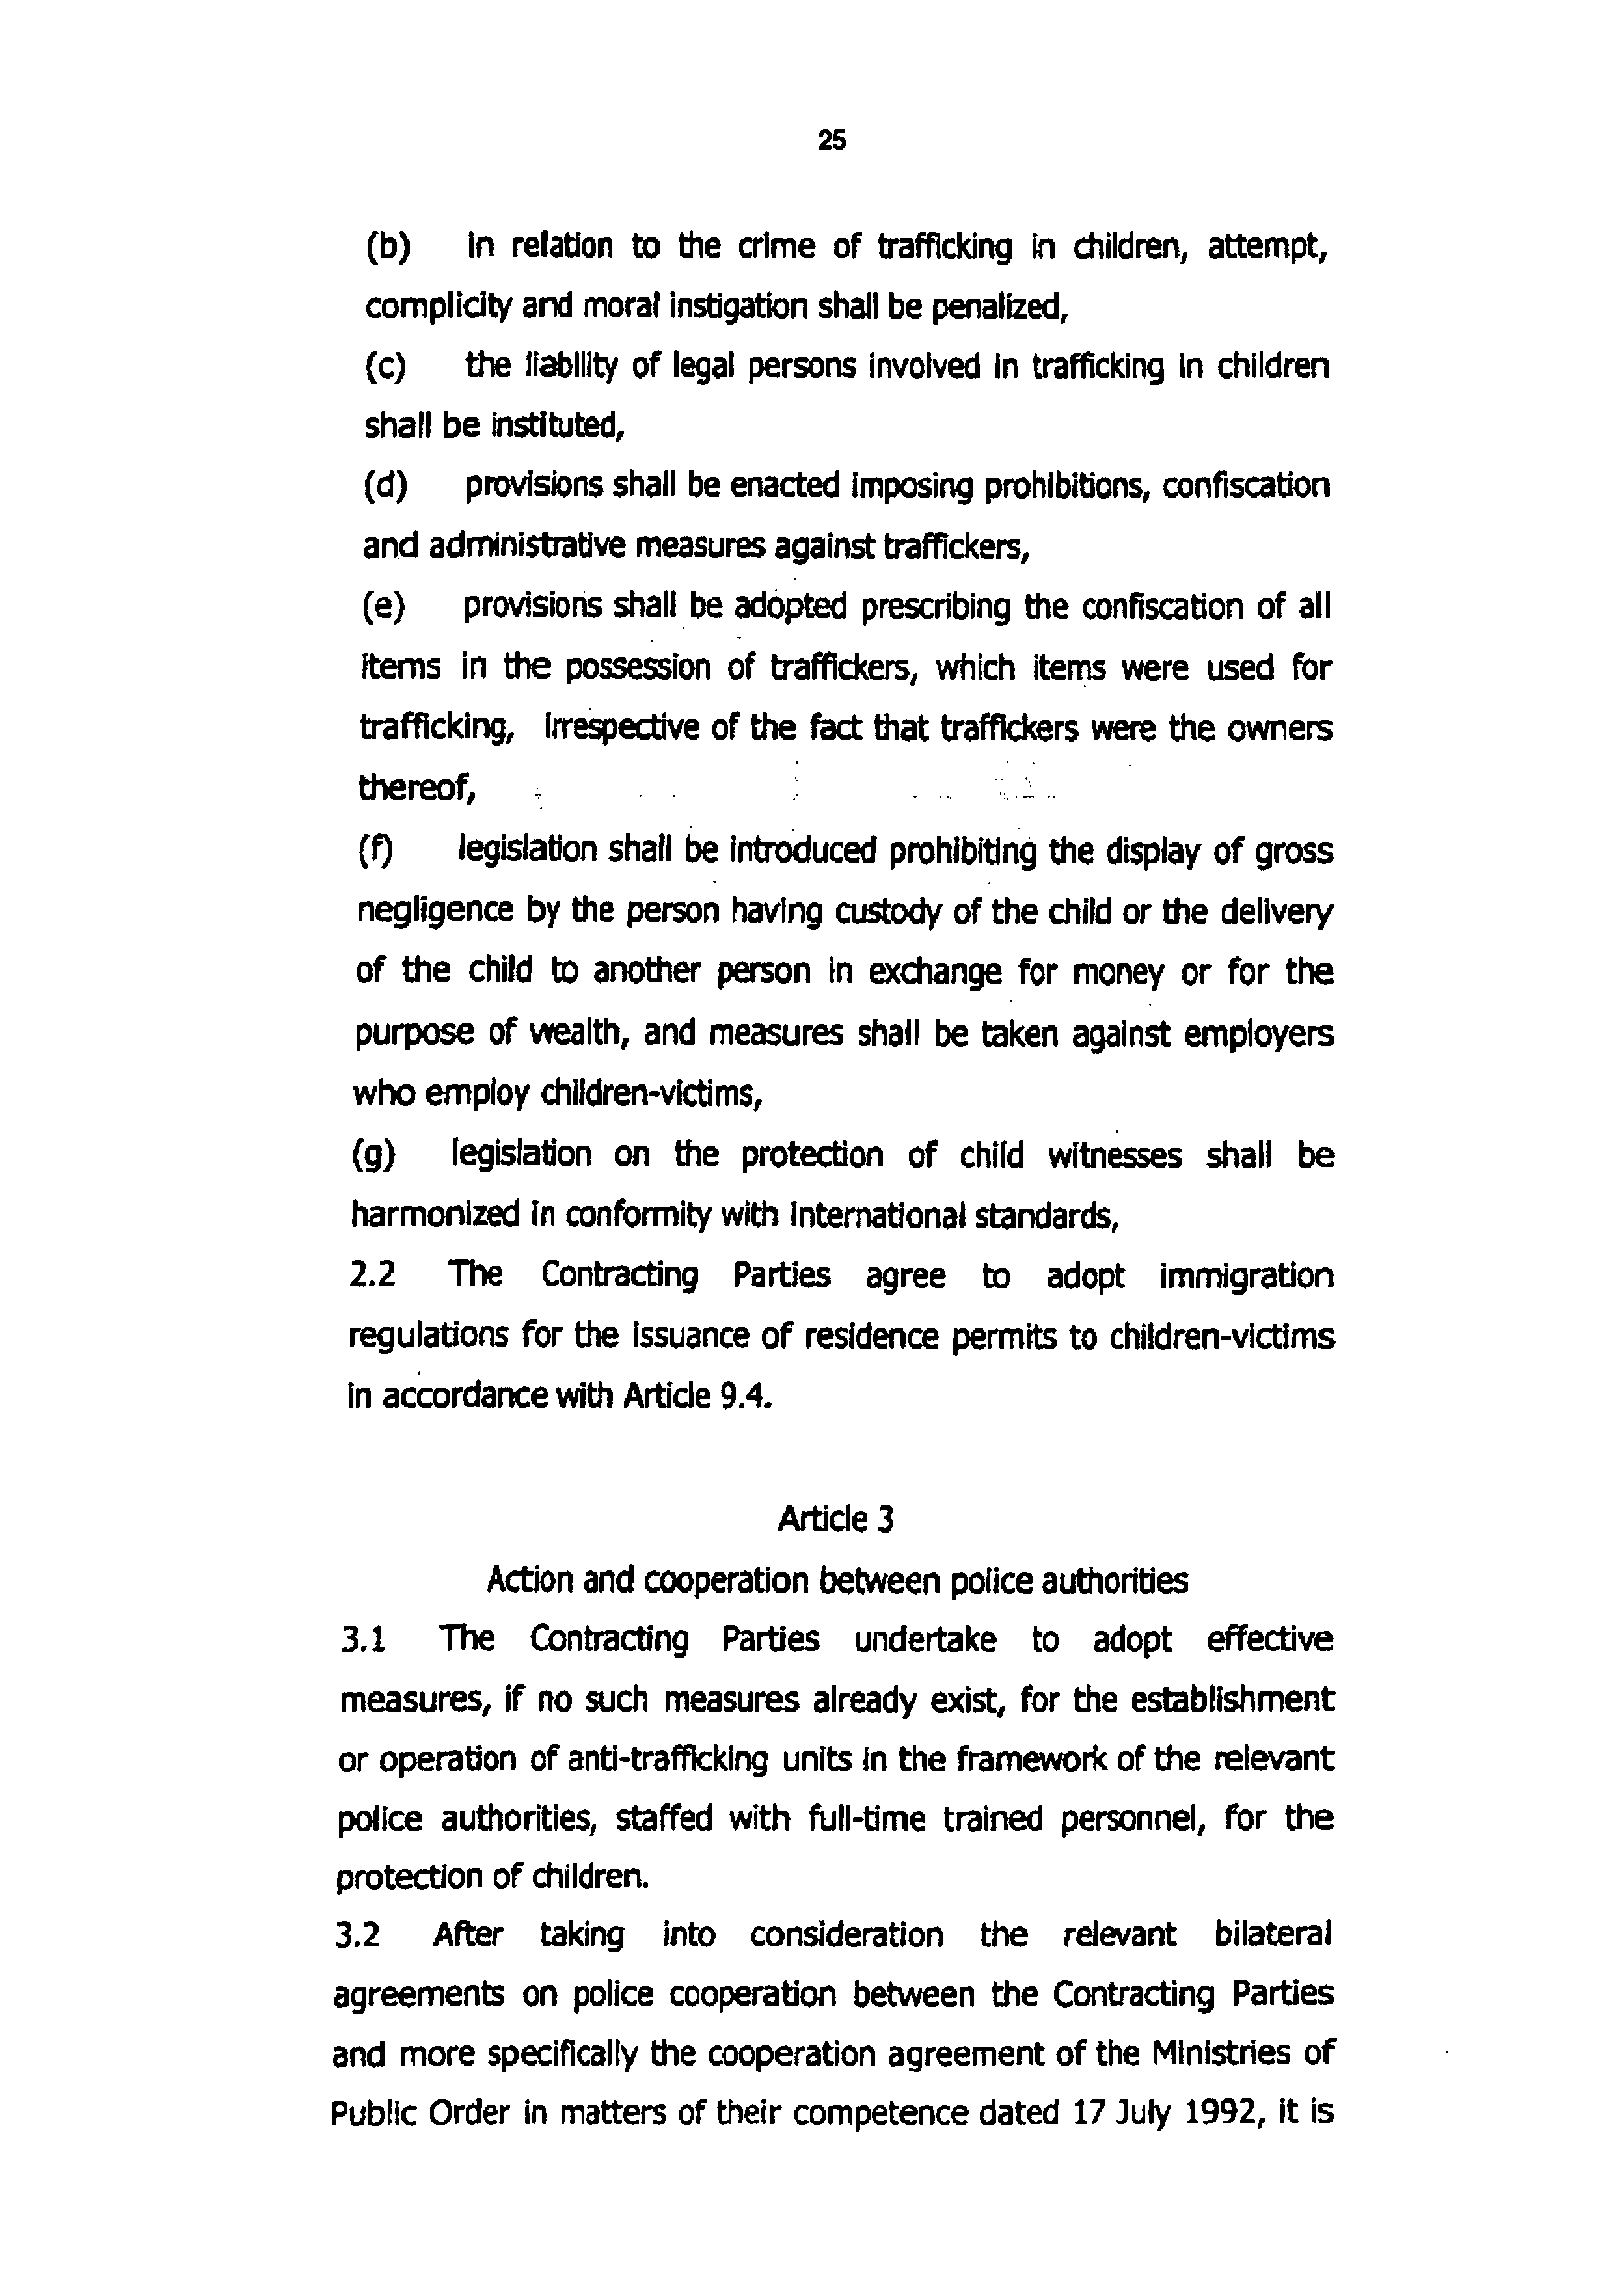 25
(b) in relation to the crime of trafficking in children, attempt,
complicity and moral instigation shall be penalized,
(c) the liability of legal persons involved in trafficking in children
shall be instituted,
(d) provisions shall be enacted imposing prohibitions, confiscation
and administrative measures against traffickers,
(e) provisions shall be adopted prescribing the confiscation of all
items in the possession of traffickers, which items were used for
trafficking, irrespective of the fact that traffickers were the owners
thereof,
(f) legislation shall be introduced prohibiting the display of gross
negligence by the person having custody of the child or the delivery
of the child to another person in exchange for money or for the
purpose of wealth, and measures shall be taken against employers
who employ children-victims,
(g) legislation on the protection of child witnesses shall be
harmonized in conformity with international standards,
2.2 The Contracting Parties agree to adopt immigration
regulations for the issuance of residence permits to children-victims
in accordance with Article 9.4.
Article 3
Action and cooperation between police authorities
3.1 The Contracting Parties undertake to adopt effective
measures, if no such measures already exist, for the establishment
or operation of anti-trafficking units in the framework of the relevant
police authorities, staffed with full-time trained personnel, for the
protection of children.
3.2 After taking into consideration the relevant bilateral
agreements on police cooperation between the Contracting Parties
and more specifically the cooperation agreement of the Ministries of
Public Order in matters of their competence dated 17 July 1992, it is